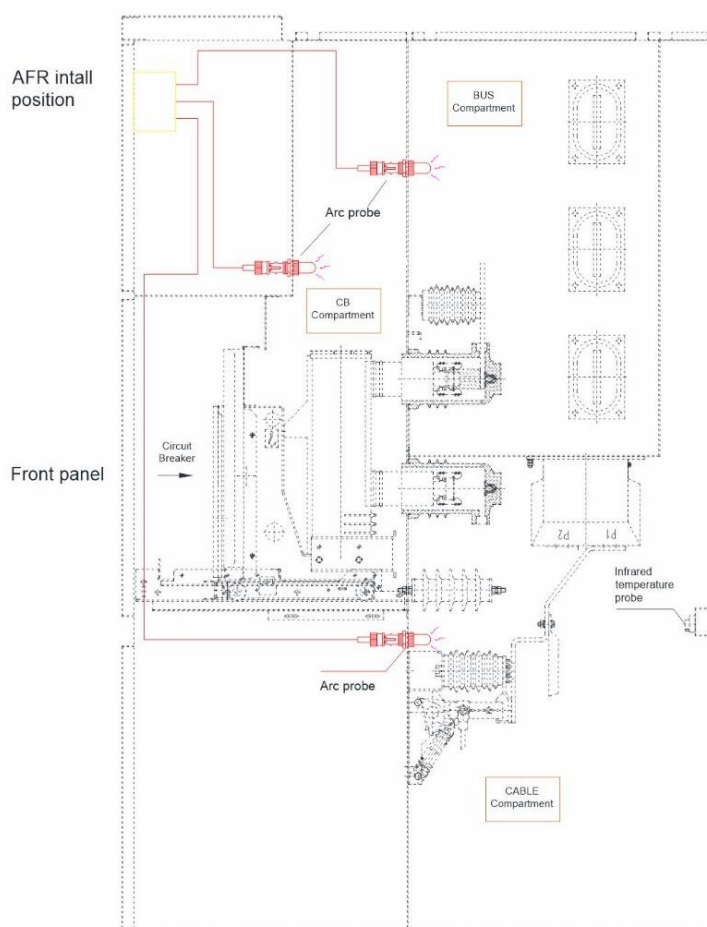 AFR intall
position
BUS
Compartment
Arc probe
CB
Compartment
Circuit
Breaker
Front panel
P2
P1
Infrared
temperature
probe
Arc probe
CABLE
Compartment